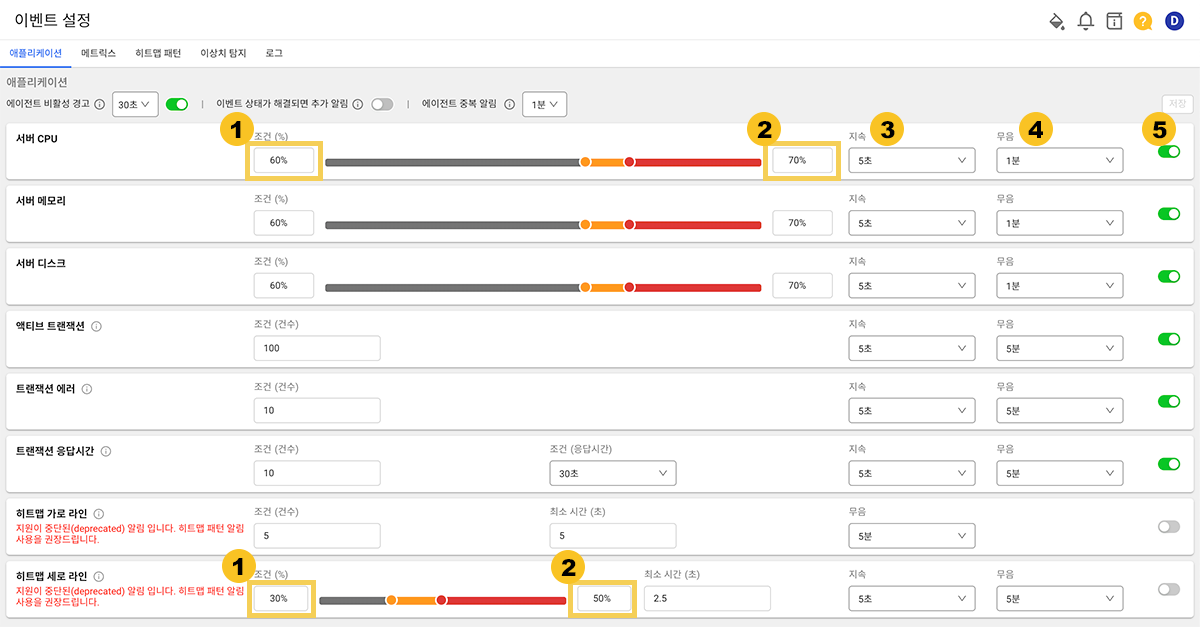 이벤트 설정
?
D
애플리케이션 메트릭스 히트맵 패턴 이상치 탐지 로그
애플리케이션
에이전트 비활성 경고 30초 | 이벤트 상태가 해결되면 추가 알림 | 에이전트 중복 알림 1분 저장
1 2 3 4 5
서버 CPU 조건 (%) 지속 무음
60% 70% 5초 1분
서버 메모리 조건 (%) 지속 무음
60% 70% 5초 1분
서버 디스크 조건 (%) 지속 무음
60% 70% 5초 1분
액티브 트랜잭션 조건 (건수) 지속 무음
100 5초 5분
트랜잭션 에러 조건 (건수) 지속 무음
10 5초 5분
트랜잭션 응답시간 조건 (건수) 조건 (응답시간) 지속 무음
10 30초 5초 5분
히트맵 가로 라인 조건 (건수) 최소 시간 (초) 무음
지원이 중단된(deprecated) 알림 입니다. 히트맵 패턴 알림
사용을 권장드립니다.
5 5 5분
1 2
히트맵 세로 라인 조건 (%) 최소 시간 (초) 지속 무음
지원이 중단된(deprecated) 알림 입니다. 히트맵 패턴 알림
사용을 권장드립니다.
30% 50% 2.5 5초 5분